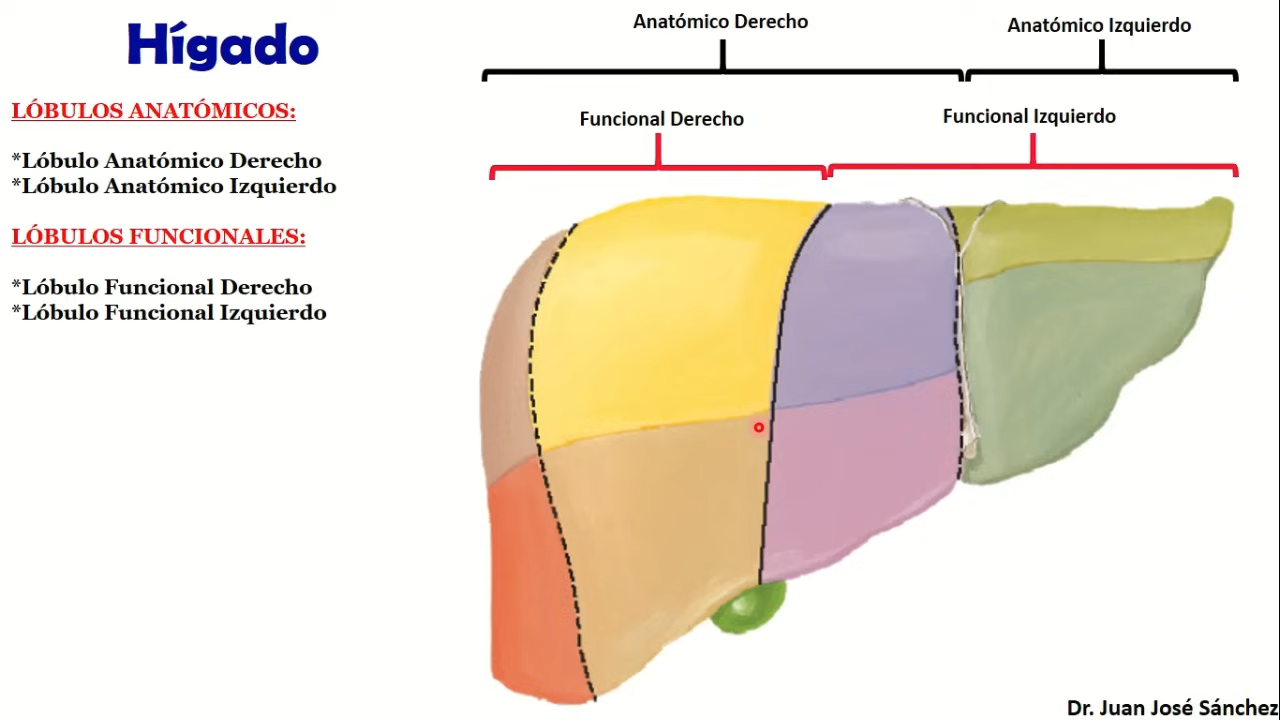 Hígado
LÓBULOS ANATÓMICOS:
*Lóbulo Anatómico Derecho
*Lóbulo Anatómico Izquierdo
LÓBULOS FUNCIONALES:
*Lóbulo Funcional Derecho
*Lóbulo Funcional Izquierdo
Anatómico Derecho
Anatómico Izquierdo
Funcional Derecho
Funcional Izquierdo
Dr. Juan José Sánchez